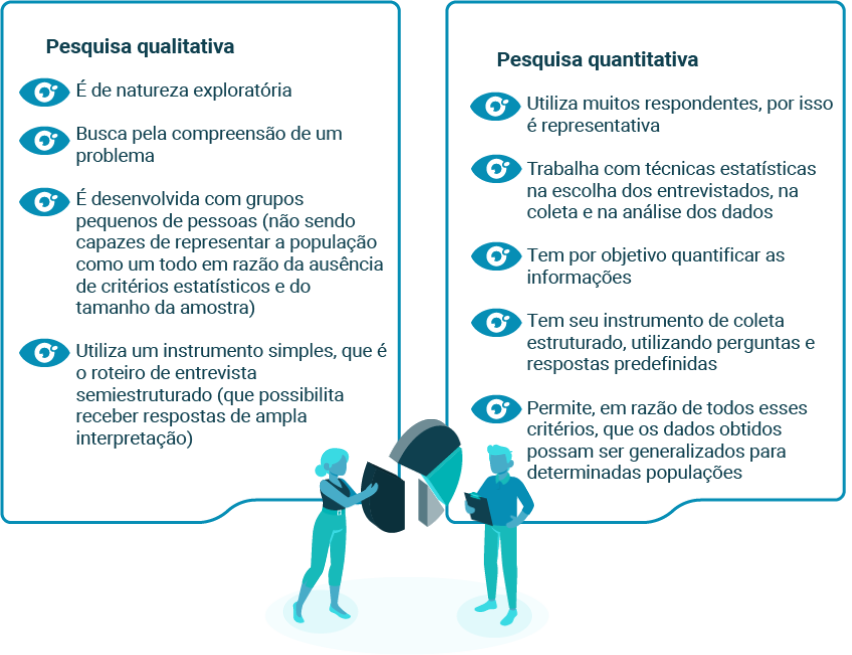 Pesquisa qualitativa
É de natureza exploratória
Busca pela compreensão de um
problema
É desenvolvida com grupos
pequenos de pessoas (não sendo
capazes de representar a população
como um todo em razão da ausência
de critérios estatísticos e do
tamanho da amostra)
Utiliza um instrumento simples, que é
o roteiro de entrevista
semiestruturado (que possibilita
receber respostas de ampla
interpretação)
Pesquisa quantitativa
Utiliza muitos respondentes, por isso
é representativa
Trabalha com técnicas estatísticas
na escolha dos entrevistados, na
coleta e na análise dos dados
Tem por objetivo quantificar as
informações
Tem seu instrumento de coleta
estruturado, utilizando perguntas e
respostas predefinidas
Permite, em razão de todos esses
critérios, que os dados obtidos
possam ser generalizados para
determinadas populações